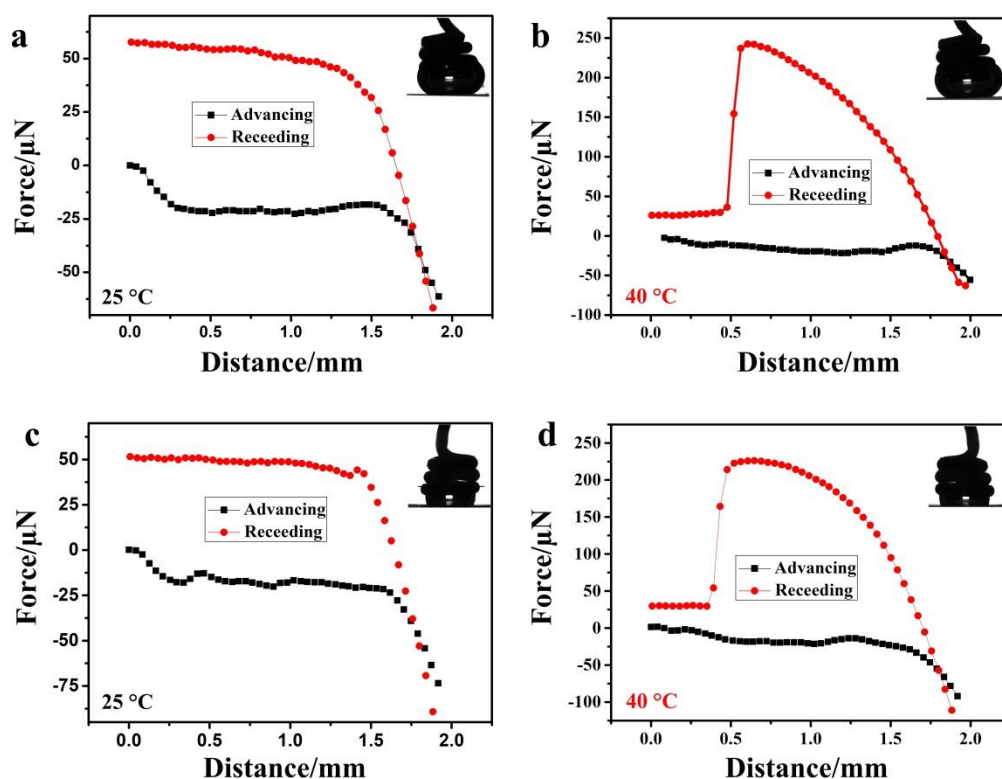 a
Force/μN
50
25
0
-25
-50
0.0 0.5 1.0 1.5 2.0
Distance/mm
Advancing
Receeding
25 °C
b
Force/μN
250
200
150
100
50
0
-50
-100
0.0 0.5 1.0 1.5 2.0
Distance/mm
Advancing
Receeding
40 °C
c
Force/μN
50
25
0
-25
-50
-75
0.0 0.5 1.0 1.5 2.0
Distance/mm
Advancing
Receeding
25 °C
d
Force/μN
250
200
150
100
50
0
-50
-100
0.0 0.5 1.0 1.5 2.0
Distance/mm
Advancing
Receeding
40 °C